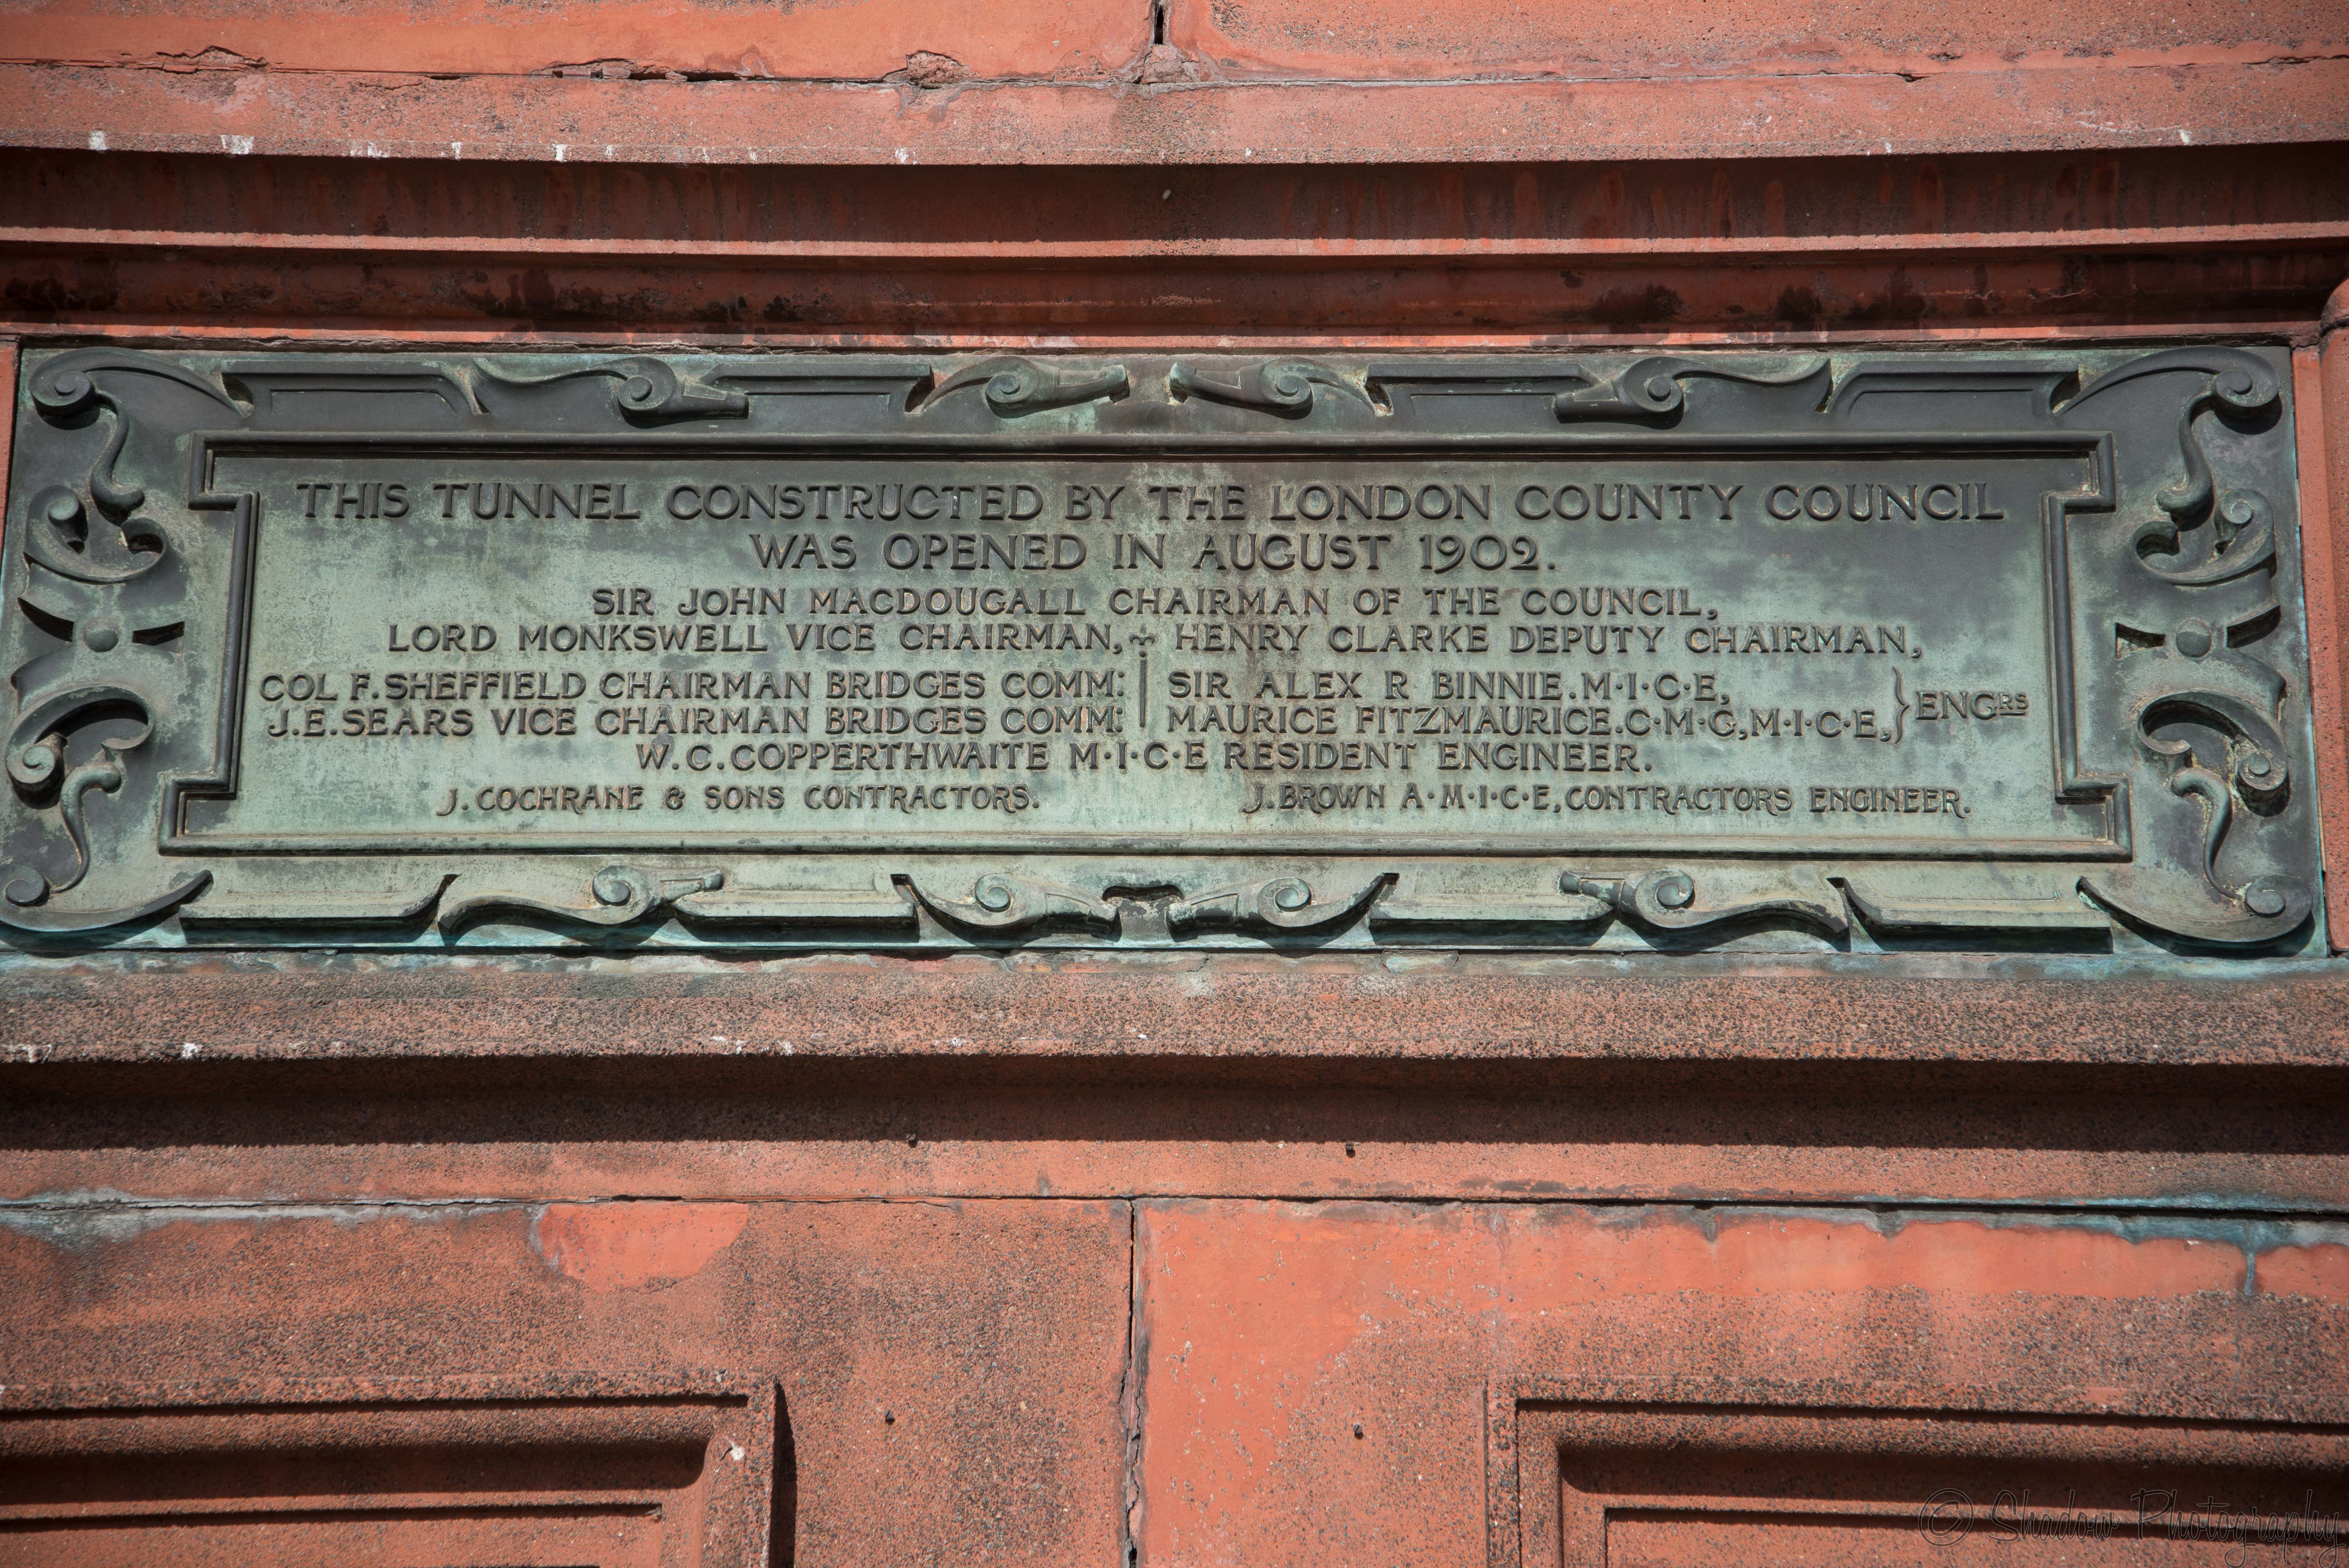 THIS TUNNEL CONSTRUCTED BY THE LONDON COUNTY COUNCIL
WAS OPENED IN AUGUST 1902.
SIR JOHN MACDOUGALL CHAIRMAN OF THE COUNCIL,
LORD MONKSWELL VICE CHAIRMAN, HENRY CLARKE DEPUTY CHAIRMAN,
COL F. SHEFFIELD CHAIRMAN BRIDGES COMM:
J.E. SEARS VICE CHAIRMAN BRIDGES COMM:
SIR ALEX R BINNIE. M·I·C·E,
MAURICE FITZMAURICE. C·M·G, M·I·C·E, } ENGRS
W.C. COPPERTHWAITE M·I·C·E RESIDENT ENGINEER.
J. COCHRANE & SONS CONTRACTORS. J. BROWN A·M·I·C·E, CONTRACTORS ENGINEER.
© Shadow Photography